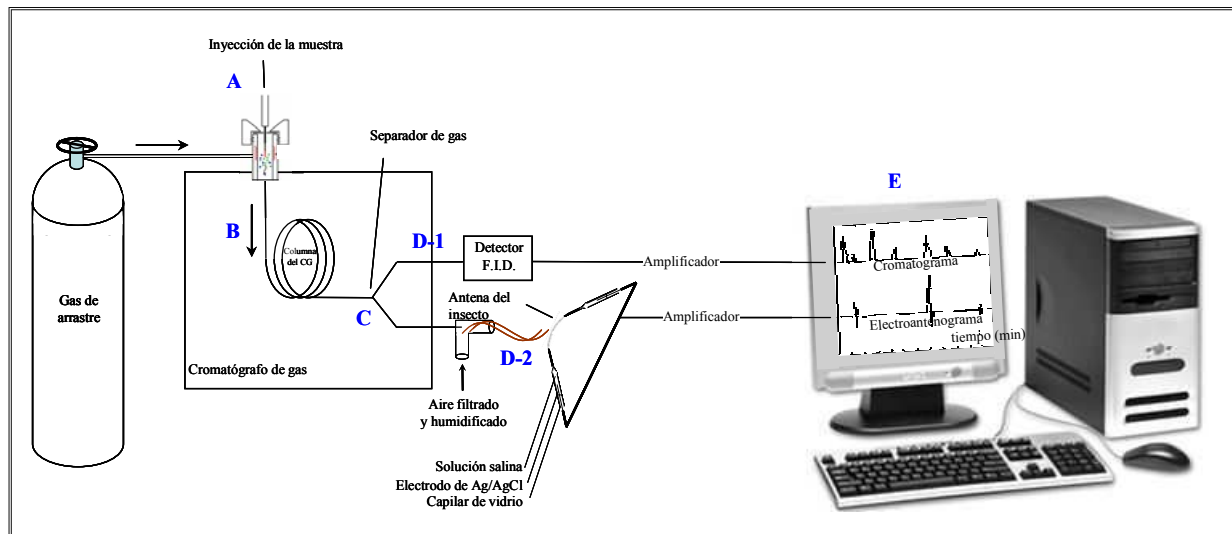 Inyección de la muestra
A
Separador de gas
E
B
Columna
del CG
D-1
Detector
F.I.D.
Amplificador
Cromatograma
Gas de
arrastre
Antena del
insecto
C
Amplificador
Electroantenograma
tiempo (min)
D-2
Cromatógrafo de gas
Aire filtrado
y humidificado
Solución salina
Electrodo de Ag/AgCl
Capilar de vidrio